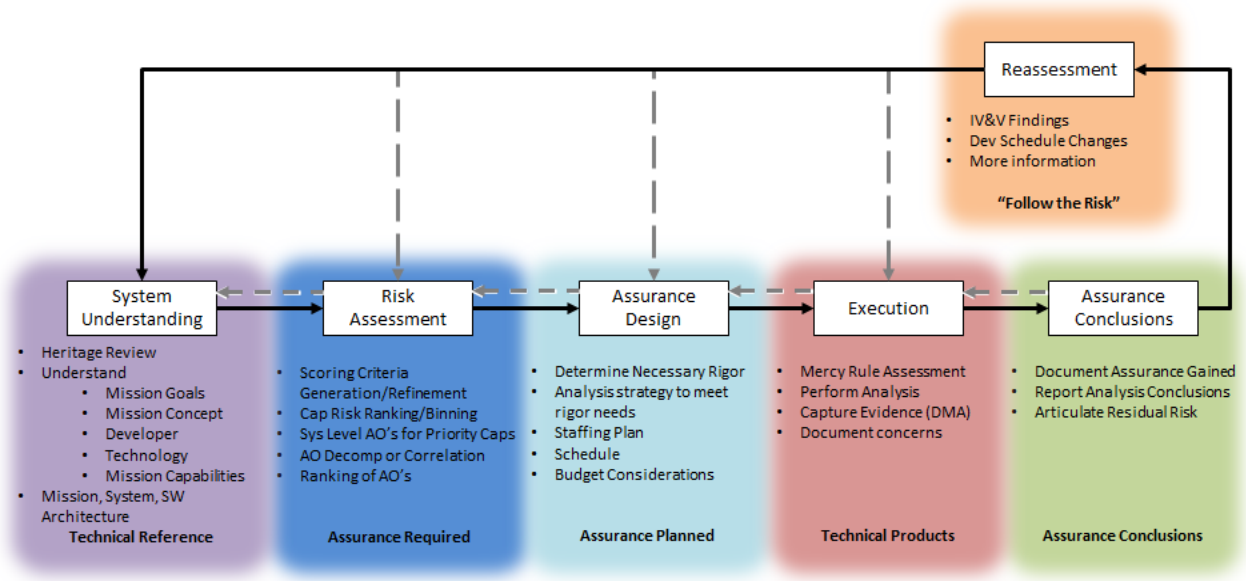 Reassessment
• IV&V Findings
• Dev Schedule Changes
• More information
“Follow the Risk”
System
Understanding
• Heritage Review
• Understand
• Mission Goals
• Mission Concept
• Developer
• Technology
• Mission Capabilities
• Mission, System, SW
Architecture
Technical Reference
Risk
Assessment
• Scoring Criteria
Generation/Refinement
• Cap Risk Ranking/Binning
• Sys Level AO’s for Priority Caps
• AO Decomp or Correlation
• Ranking of AO’s
Assurance Required
Assurance
Design
• Determine Necessary Rigor
• Analysis strategy to meet
rigor needs
• Staffing Plan
• Schedule
• Budget Considerations
Assurance Planned
Execution
• Mercy Rule Assessment
• Perform Analysis
• Capture Evidence (DMA)
• Document concerns
Technical Products
Assurance
Conclusions
• Document Assurance Gained
• Report Analysis Conclusions
• Articulate Residual Risk
Assurance Conclusions